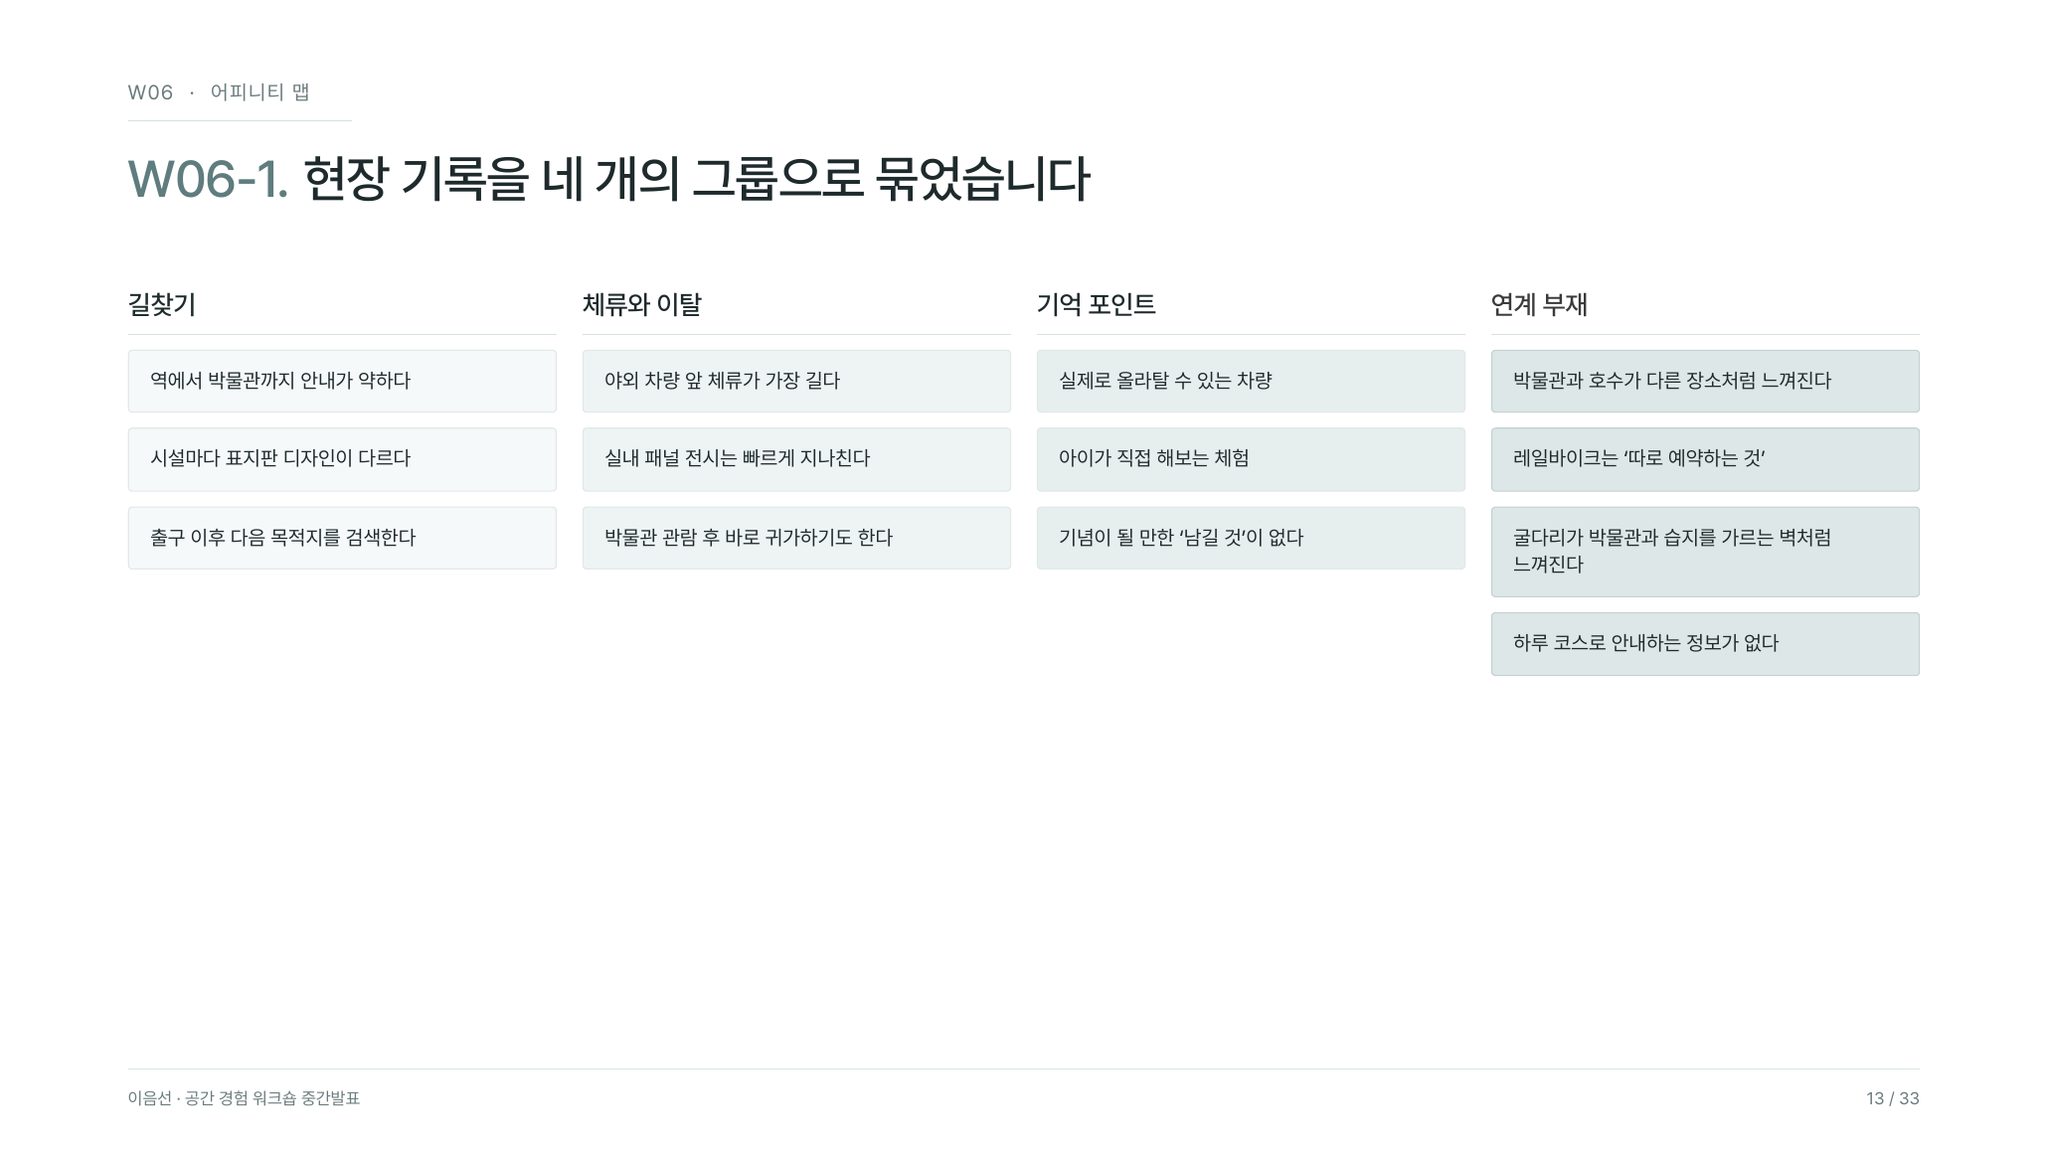 W06 · 어피니티 맵
W06-1. 현장 기록을 네 개의 그룹으로 묶었습니다
길찾기
역에서 박물관까지 안내가 약하다
시설마다 표지판 디자인이 다르다
출구 이후 다음 목적지를 검색한다
체류와 이탈
야외 차량 앞 체류가 가장 길다
실내 패널 전시는 빠르게 지나친다
박물관 관람 후 바로 귀가하기도 한다
기억 포인트
실제로 올라탈 수 있는 차량
아이가 직접 해보는 체험
기념이 될 만한 ‘남길 것’이 없다
연계 부재
박물관과 호수가 다른 장소처럼 느껴진다
레일바이크는 ‘따로 예약하는 것’
굴다리가 박물관과 습지를 가르는 벽처럼
느껴진다
하루 코스로 안내하는 정보가 없다
이음선 · 공간 경험 워크숍 중간발표
13 / 33